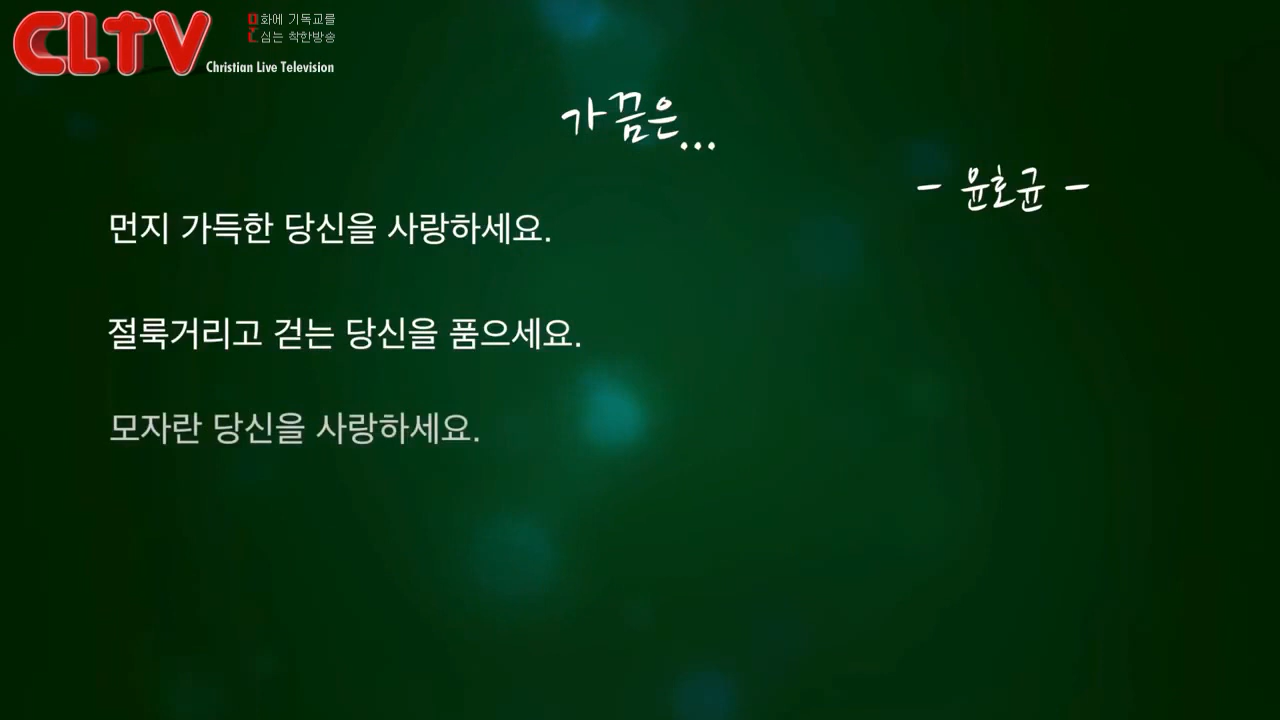 CLTV
문화에 기독교를
심는 착한방송
Christian Live Television
가끔은...
- 윤호균 -
먼지 가득한 당신을 사랑하세요.
절룩거리고 걷는 당신을 품으세요.
모자란 당신을 사랑하세요.